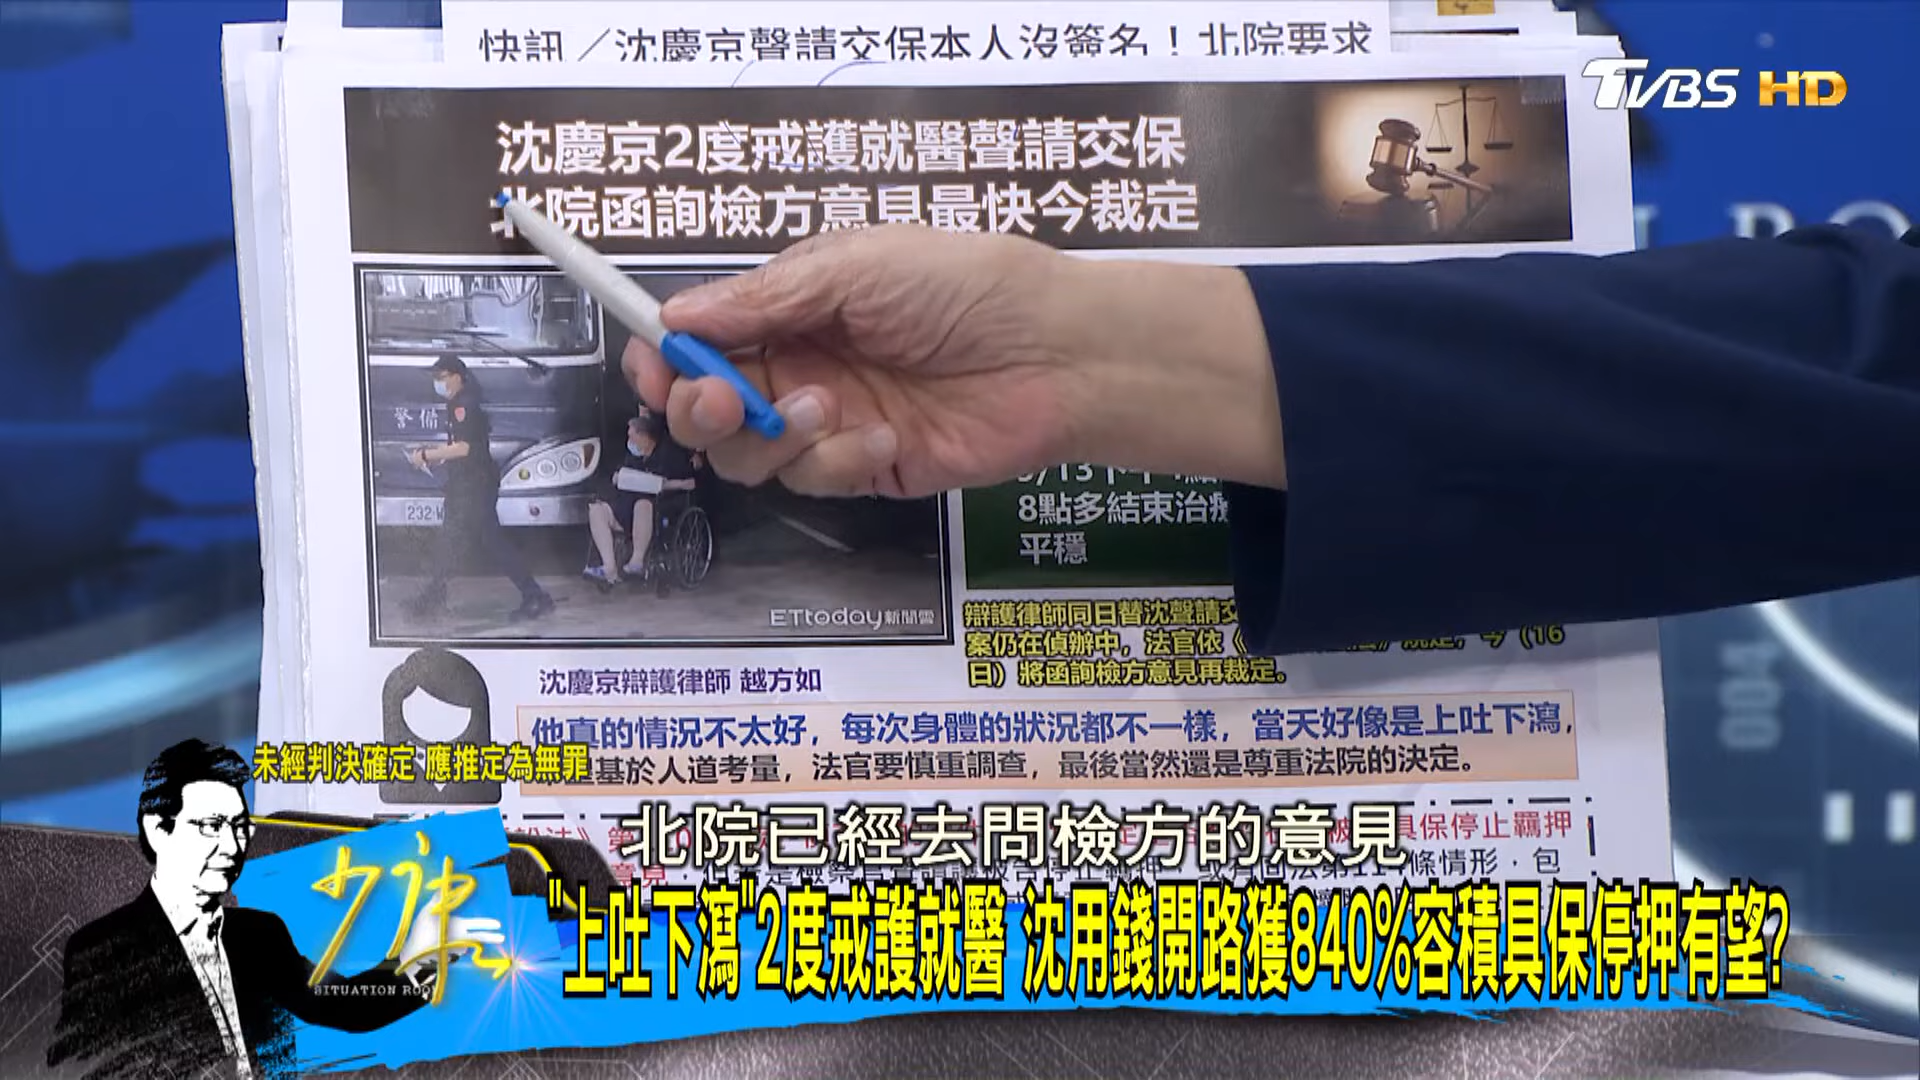 快訊／沈慶京聲請交保本人沒簽名！北院要求
TVBS HD
沈慶京2度戒護就醫聲請交保
北院函詢檢方意見最快今裁定
警備
232-W
ETtoday新聞雲
8點多結束治療
平穩
辯護律師同日替沈聲請交
案仍在偵辦中，法官依《
規定，今（16
日）將函詢檢方意見再裁定。
沈慶京辯護律師 越方如
他真的情況不太好，每次身體的狀況都不一樣，當天好像是上吐下瀉，
基於人道考量，法官要慎重調查，最後當然還是尊重法院的決定。
未經判決確定 應推定為無罪
具保停止羈押
條情形，包
北院已經去問檢方的意見
少康
SITUATION ROOM
"上吐下瀉"2度戒護就醫 沈用錢開路獲840%容積具保停押有望?
004